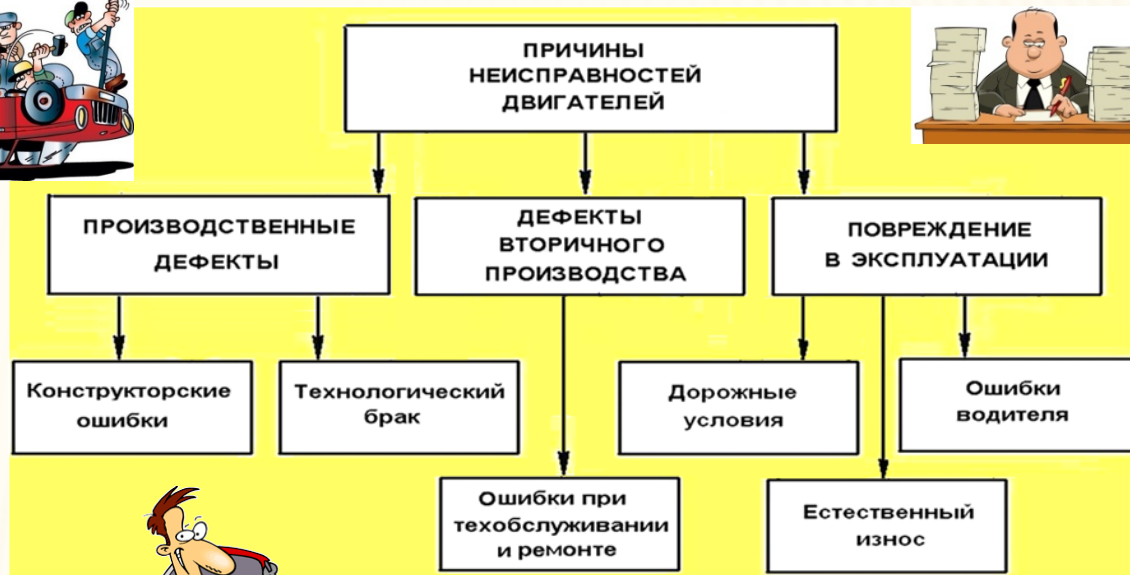 ПРИЧИНЫ
НЕИСПРАВНОСТЕЙ
ДВИГАТЕЛЕЙ
ПРОИЗВОДСТВЕННЫЕ
ДЕФЕКТЫ
ДЕФЕКТЫ
ВТОРИЧНОГО
ПРОИЗВОДСТВА
ПОВРЕЖДЕНИЕ
В ЭКСПЛУАТАЦИИ
Конструкторские
ошибки
Технологический
брак
Дорожные
условия
Ошибки
водителя
Ошибки при
техобслуживании
и ремонте
Естественный
износ